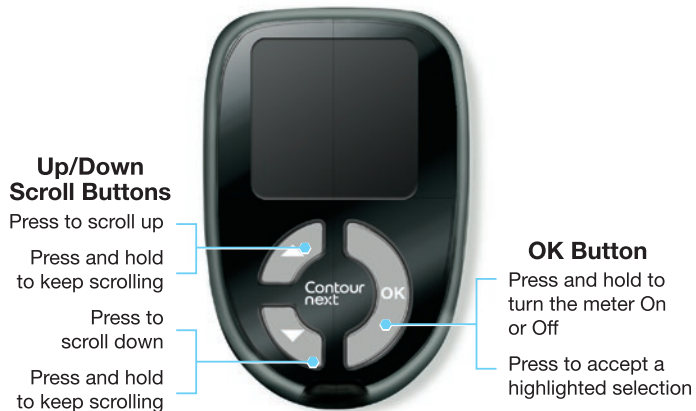 Up/Down
Scroll Buttons
Press to scroll up
Press and hold
to keep scrolling
Press to
scroll down
Press and hold
to keep scrolling
Contour
next
OK
OK Button
Press and hold to
turn the meter On
or Off
Press to accept a
highlighted selection